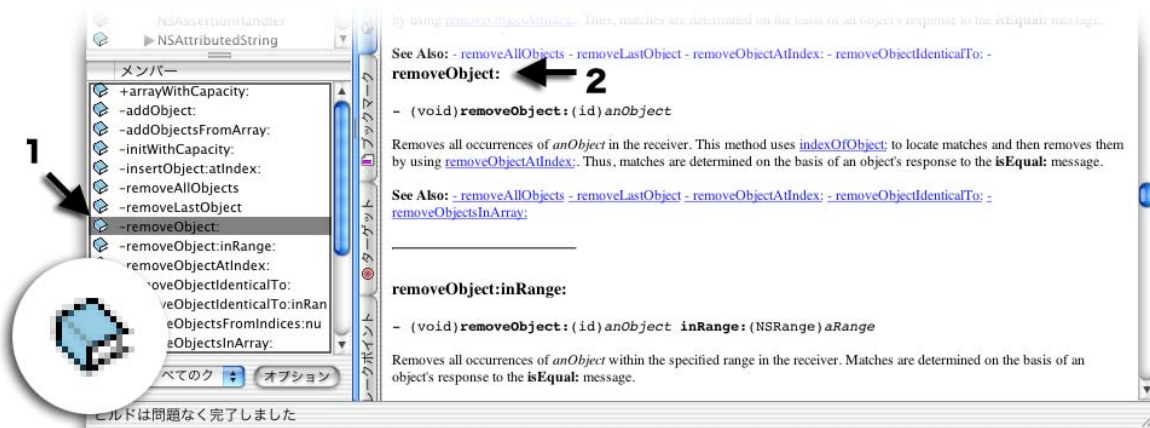 NSAssertionHandler
▶NSAttributedString
メンバー
+arrayWithCapacity:
-addObject:
-addObjectsFromArray:
-initWithCapacity:
-insertObject:atIndex:
-removeAllObjects
-removeLastObject
-removeObject:
-removeObject:inRange:
-removeObjectAtIndex:
oveObjectIdenticalTo:
oveObjectIdenticalTo:inRan
eObjectsFromIndices:nu
eObjectsInArray:
べてのク オプション
ビルドは問題なく完了しました
1
ブックマーク
ターゲット
レークポイント
by using removeObjectAtIndex:. Thus, matches are determined on the basis of an object's response to the isEqual: message.
See Also: - removeAllObjects - removeLastObject - removeObjectAtIndex: - removeObjectIdenticalTo: -
removeObject: 2
- (void)removeObject:(id)anObject
Removes all occurrences of anObject in the receiver. This method uses indexOfObject: to locate matches and then removes them
by using removeObjectAtIndex:. Thus, matches are determined on the basis of an object's response to the isEqual: message.
See Also: - removeAllObjects - removeLastObject - removeObjectAtIndex: - removeObjectIdenticalTo: -
removeObjectsInArray:
removeObject:inRange:
- (void)removeObject:(id)anObject inRange:(NSRange)aRange
Removes all occurrences of anObject within the specified range in the receiver. Matches are determined on the basis of an
object's response to the isEqual: message.